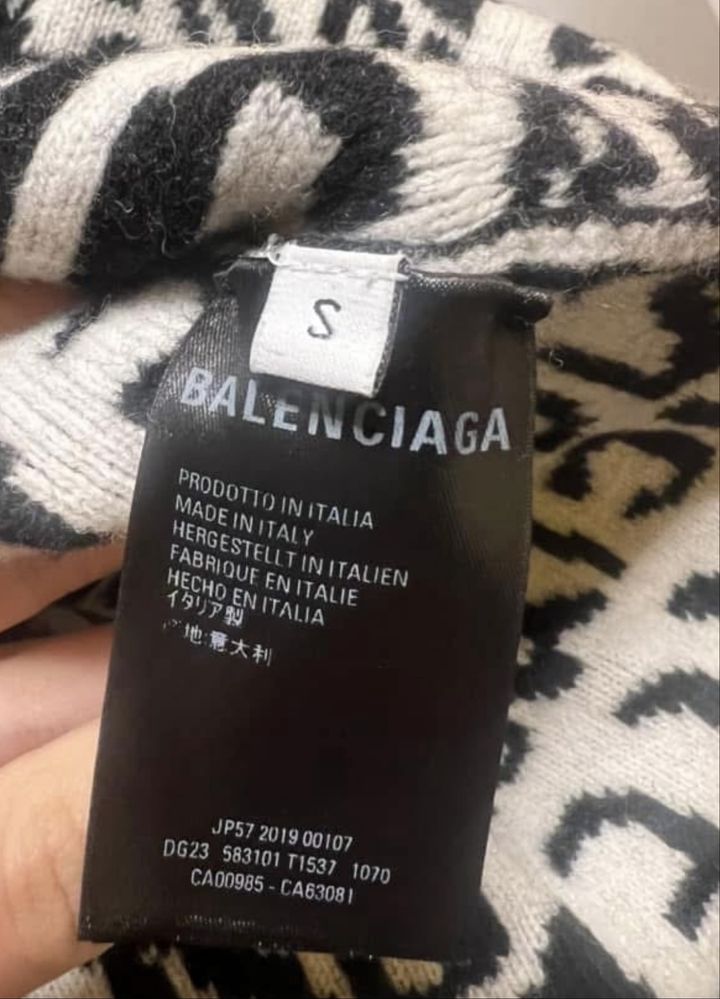 S
BALENCIAGA
PRODOTTO IN ITALIA
MADE IN ITALY
HERGESTELLT IN ITALIEN
FABRIQUE EN ITALIE
HECHO EN ITALIA
イタリア製
地:意大利
JP57 2019 00107
DG23 583101 T1537 1070
CA00985 - CA63081